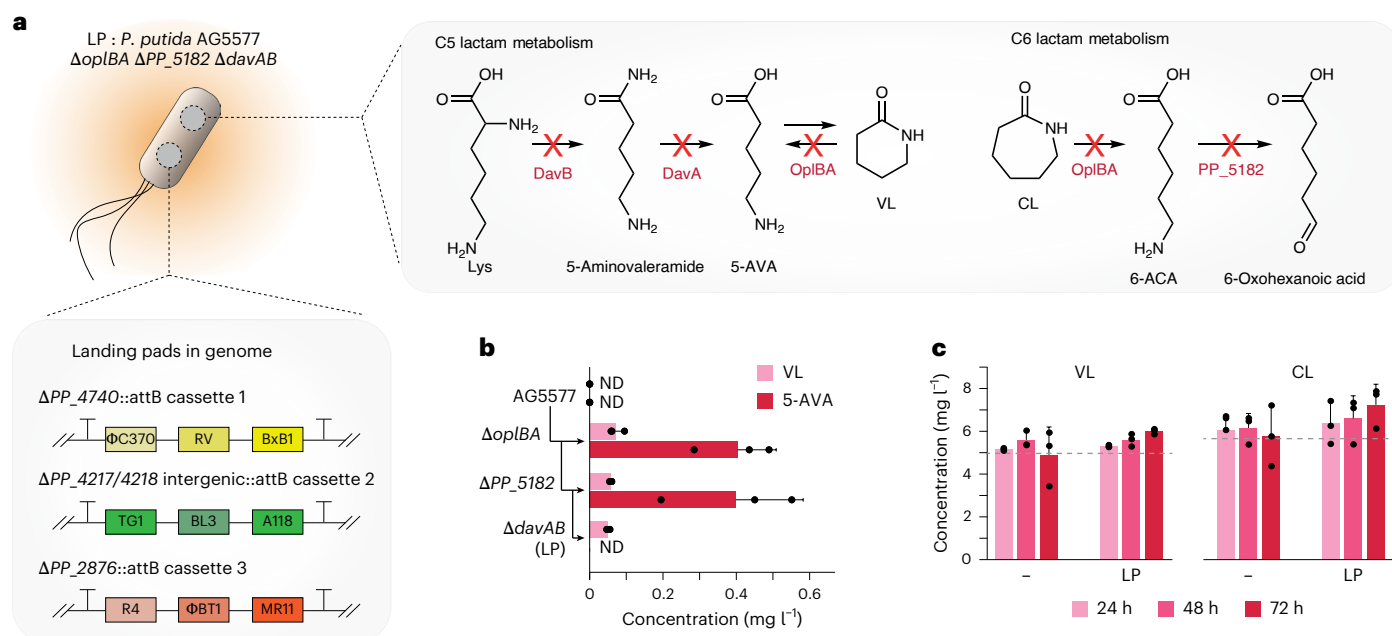 a
LP : P. putida AG5577
ΔoplBA ΔPP_5182 ΔdavAB
C5 lactam metabolism
C6 lactam metabolism
OH
O
NH2
H2N
Lys
DavB
NH2
O
NH2
5-Aminovaleramide
DavA
OH
O
NH2
5-AVA
OplBA
O
NH
VL
O
NH
CL
OplBA
OH
O
H2N
6-ACA
PP_5182
OH
O
O
6-Oxohexanoic acid
Landing pads in genome
ΔPP_4740::attB cassette 1
ΦC370 RV BxB1
ΔPP_4217/4218 intergenic::attB cassette 2
TG1 BL3 A118
ΔPP_2876::attB cassette 3
R4 ΦBT1 MR11
b
VL
5-AVA
AG5577
ND
ND
ΔoplBA
ΔPP_5182
ΔdavAB
(LP)
ND
0 0.2 0.4 0.6
Concentration (mg l−1)
c
VL
CL
Concentration (mg l−1)
8
6
4
2
0
– LP
– LP
24 h 48 h 72 h